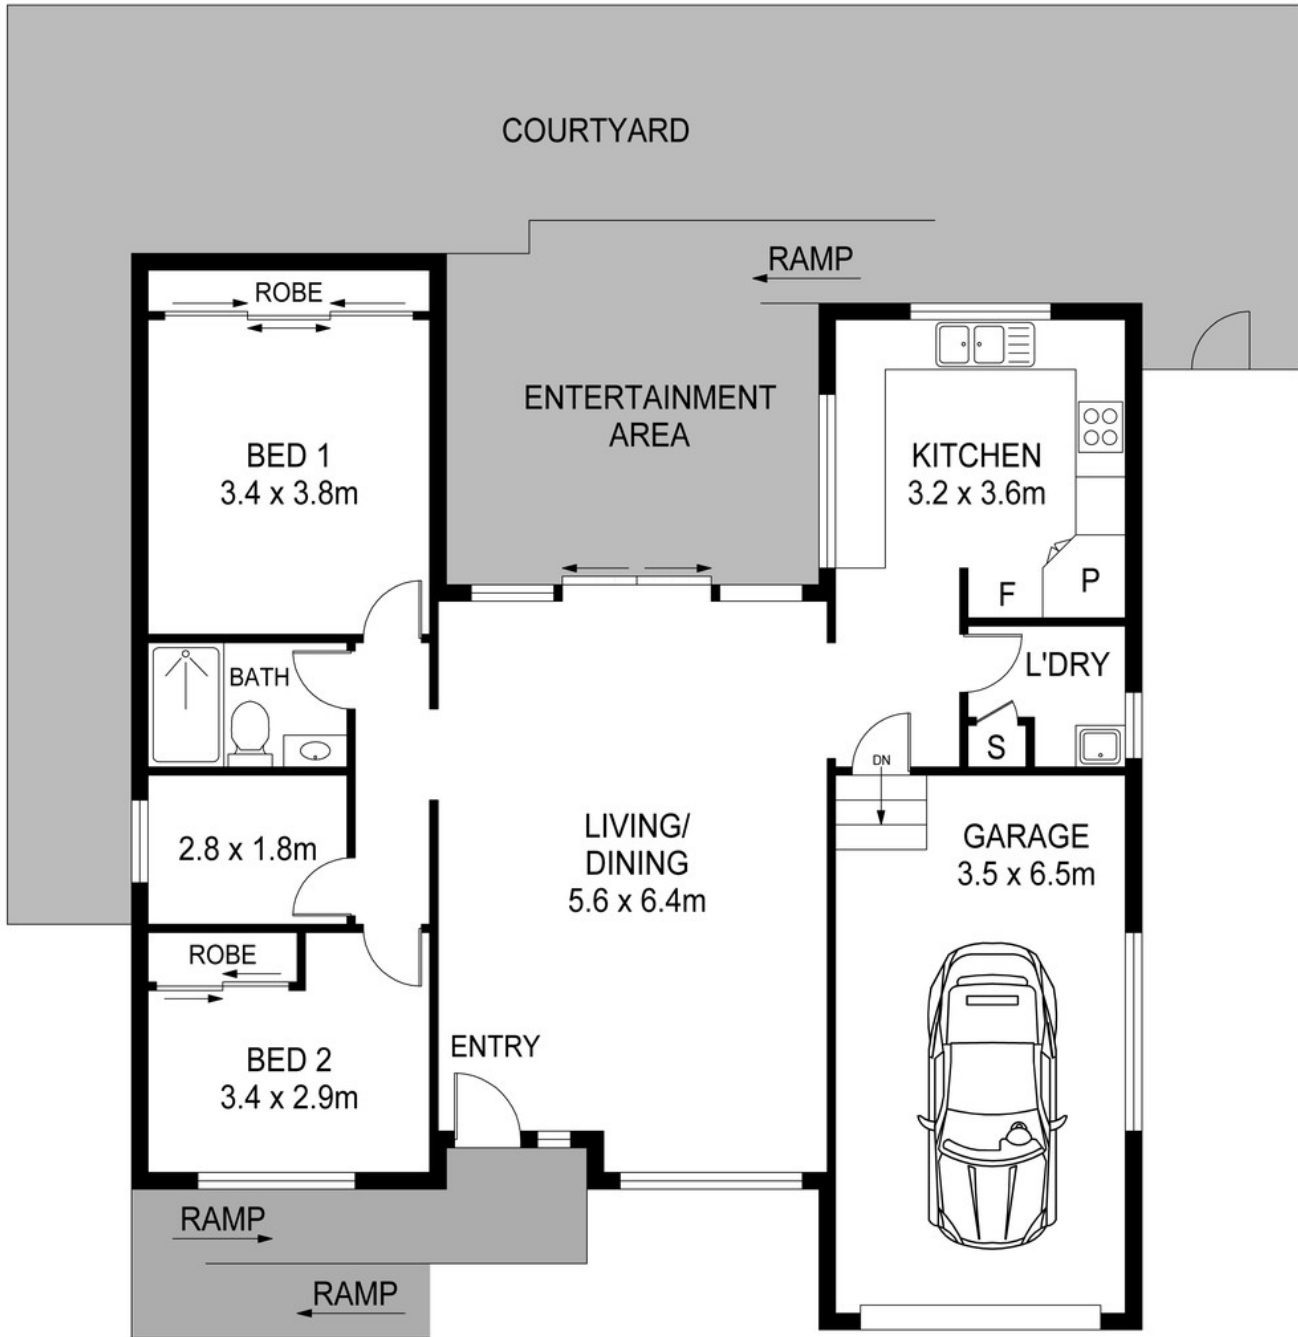 COURTYARD
RAMP
ROBE
ENTERTAINMENT
AREA
BED 1
3.4 x 3.8m
KITCHEN
3.2 x 3.6m
F
P
BATH
L'DRY
S
DN
2.8 x 1.8m
LIVING/
DINING
5.6 x 6.4m
GARAGE
3.5 x 6.5m
ROBE
BED 2
3.4 x 2.9m
ENTRY
RAMP
RAMP